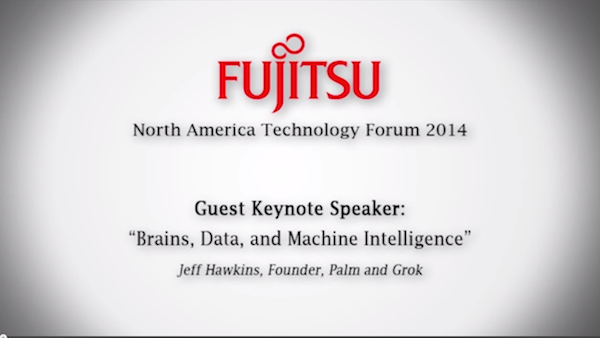 FUJITSU
North America Technology Forum 2014
Guest Keynote Speaker:
“Brains, Data, and Machine Intelligence”
Jeff Hawkins, Founder, Palm and Grok